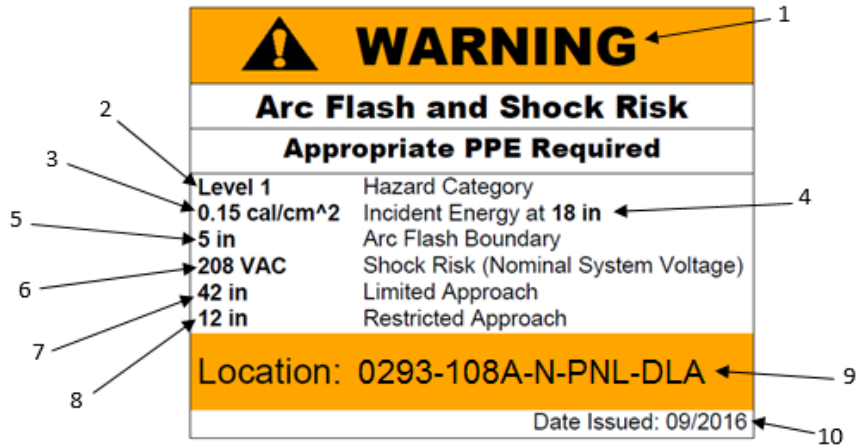 WARNING
1
Arc Flash and Shock Risk
2
Appropriate PPE Required
3
Level 1 Hazard Category
0.15 cal/cm^2 Incident Energy at 18 in
4
5
5 in Arc Flash Boundary
208 VAC Shock Risk (Nominal System Voltage)
6
42 in Limited Approach
12 in Restricted Approach
7
Location: 0293-108A-N-PNL-DLA
9
8
Date Issued: 09/2016
10